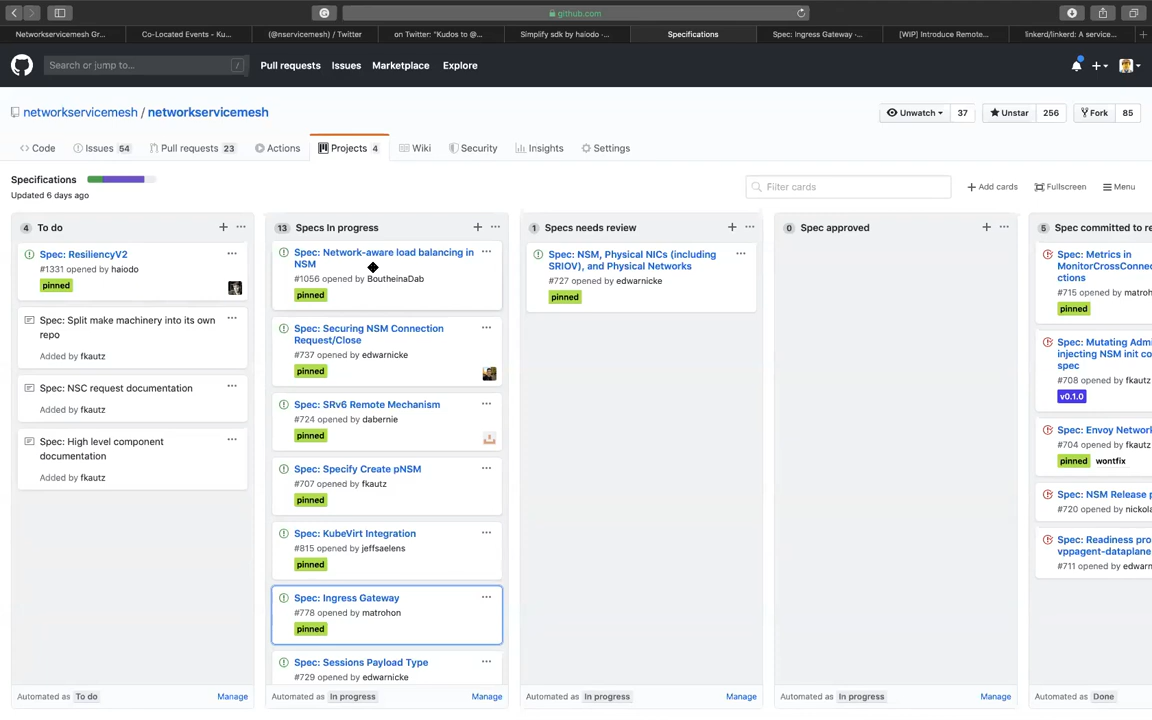 github.com
Networkservicemesh Gr...
Co-Located Events - Ku...
(@nservicemesh) / Twitter
on Twitter: "Kudos to @...
Simplify sdk by haiodo ·...
Specifications
Spec: Ingress Gateway ·...
[WIP] Introduce Remote...
linkerd/linkerd: A service...
Search or jump to...
/
Pull requests
Issues
Marketplace
Explore
networkservicemesh / networkservicemesh
Unwatch
37
Unstar
256
Fork
85
Code
Issues 54
Pull requests 23
Actions
Projects 4
Wiki
Security
Insights
Settings
Specifications
Updated 6 days ago
Filter cards
Add cards
Fullscreen
Menu
4 To do
Spec: ResiliencyV2
#1331 opened by haiodo
pinned
Spec: Split make machinery into its own
repo
Added by fkautz
Spec: NSC request documentation
Added by fkautz
Spec: High level component
documentation
Added by fkautz
Automated as To do
Manage
13 Specs In progress
Spec: Network-aware load balancing in
NSM
#1056 opened by BoutheinaDab
pinned
Spec: Securing NSM Connection
Request/Close
#737 opened by edwarnicke
pinned
Spec: SRv6 Remote Mechanism
#724 opened by dabernie
pinned
Spec: Specify Create pNSM
#707 opened by fkautz
pinned
Spec: KubeVirt Integration
#815 opened by jeffsaelens
pinned
Spec: Ingress Gateway
#778 opened by matrohon
pinned
Spec: Sessions Payload Type
#729 opened by edwarnicke
Automated as In progress
Manage
1 Specs needs review
Spec: NSM, Physical NICs (including
SRIOV), and Physical Networks
#727 opened by edwarnicke
pinned
Automated as In progress
Manage
0 Spec approved
Automated as In progress
Manage
5 Spec committed to re
Spec: Metrics in
MonitorCrossConnec
ctions
#715 opened by matroh
pinned
Spec: Mutating Admi
injecting NSM init co
spec
#708 opened by fkautz
v0.1.0
Spec: Envoy Network
#704 opened by fkautz
pinned wontfix
Spec: NSM Release p
#720 opened by nickola
Spec: Readiness pro
vppagent-dataplane
#711 opened by edwarn
Automated as Done